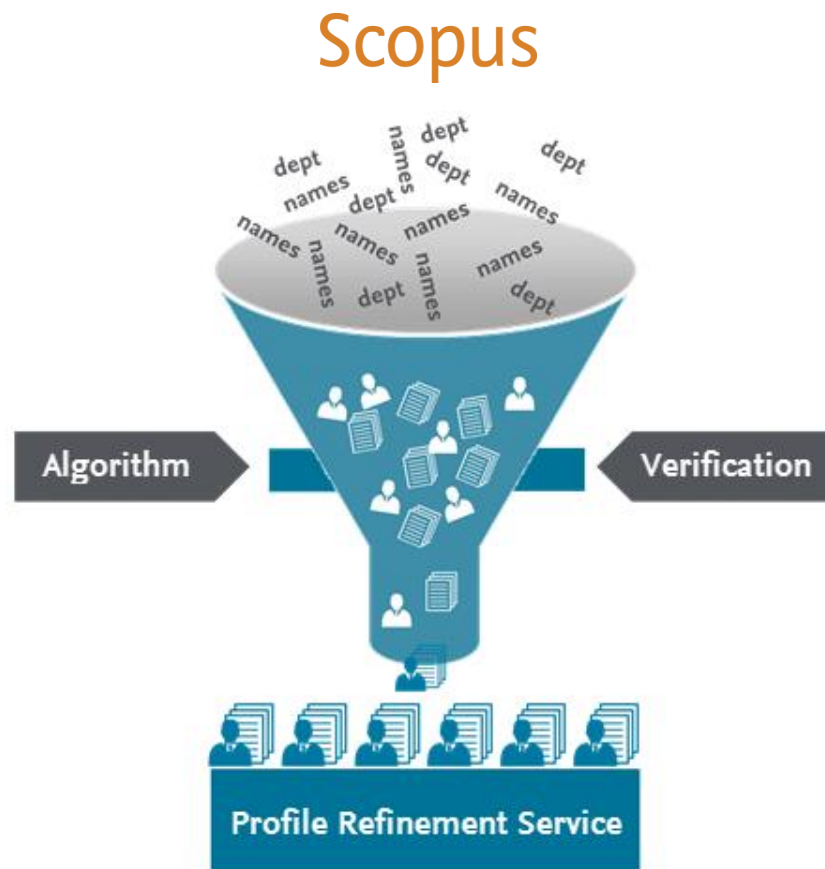 Scopus
dept
names
dept
dept
dept
names
dept
names
names
names
names
names
names
names
dept
names
dept
Algorithm
Verification
Profile Refinement Service